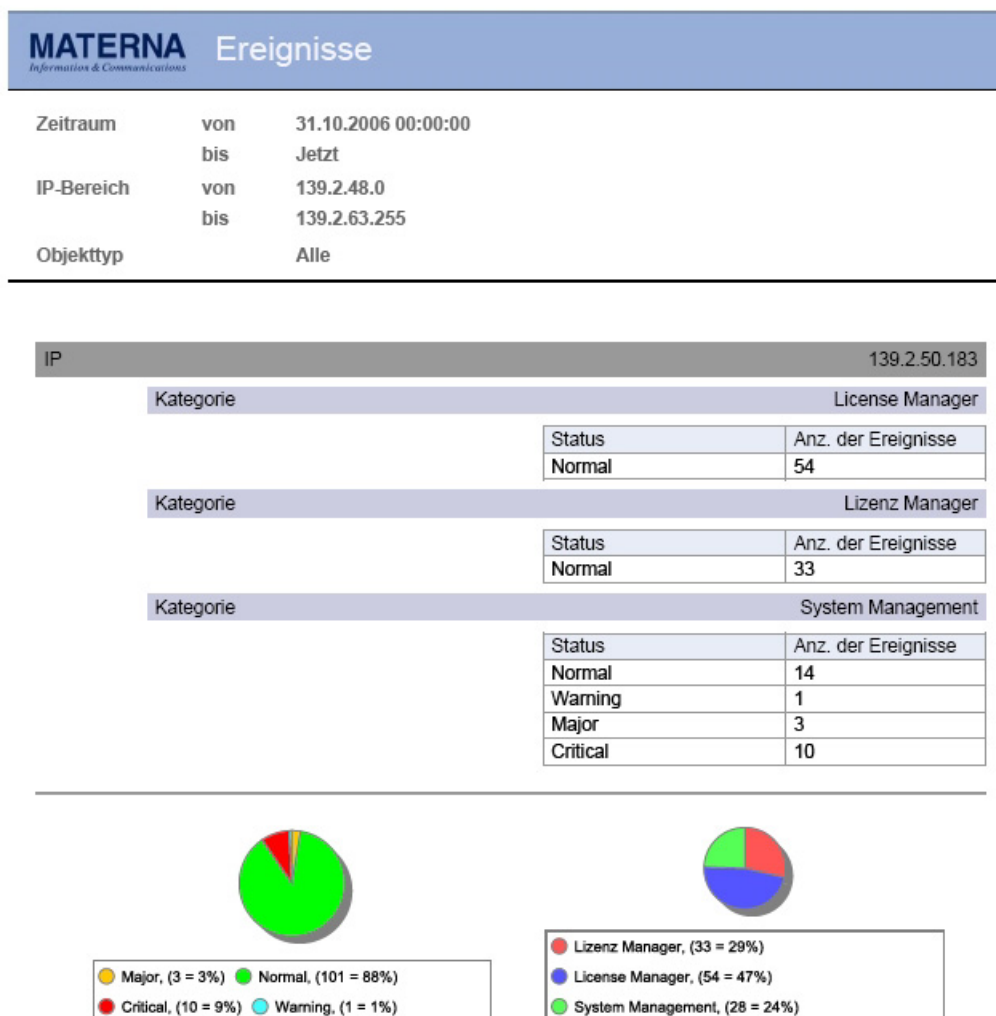 MATERNA Ereignisse
Information & Communications
Zeitraum von 31.10.2006 00:00:00
bis Jetzt
IP-Bereich von 139.2.48.0
bis 139.2.63.255
Objekttyp Alle
IP 139.2.50.183
Kategorie License Manager
Status Anz. der Ereignisse
Normal 54
Kategorie Lizenz Manager
Status Anz. der Ereignisse
Normal 33
Kategorie System Management
Status Anz. der Ereignisse
Normal 14
Warning 1
Major 3
Critical 10
Major, (3 = 3%) Normal, (101 = 88%)
Critical, (10 = 9%) Warning, (1 = 1%)
Lizenz Manager, (33 = 29%)
License Manager, (54 = 47%)
System Management, (28 = 24%)